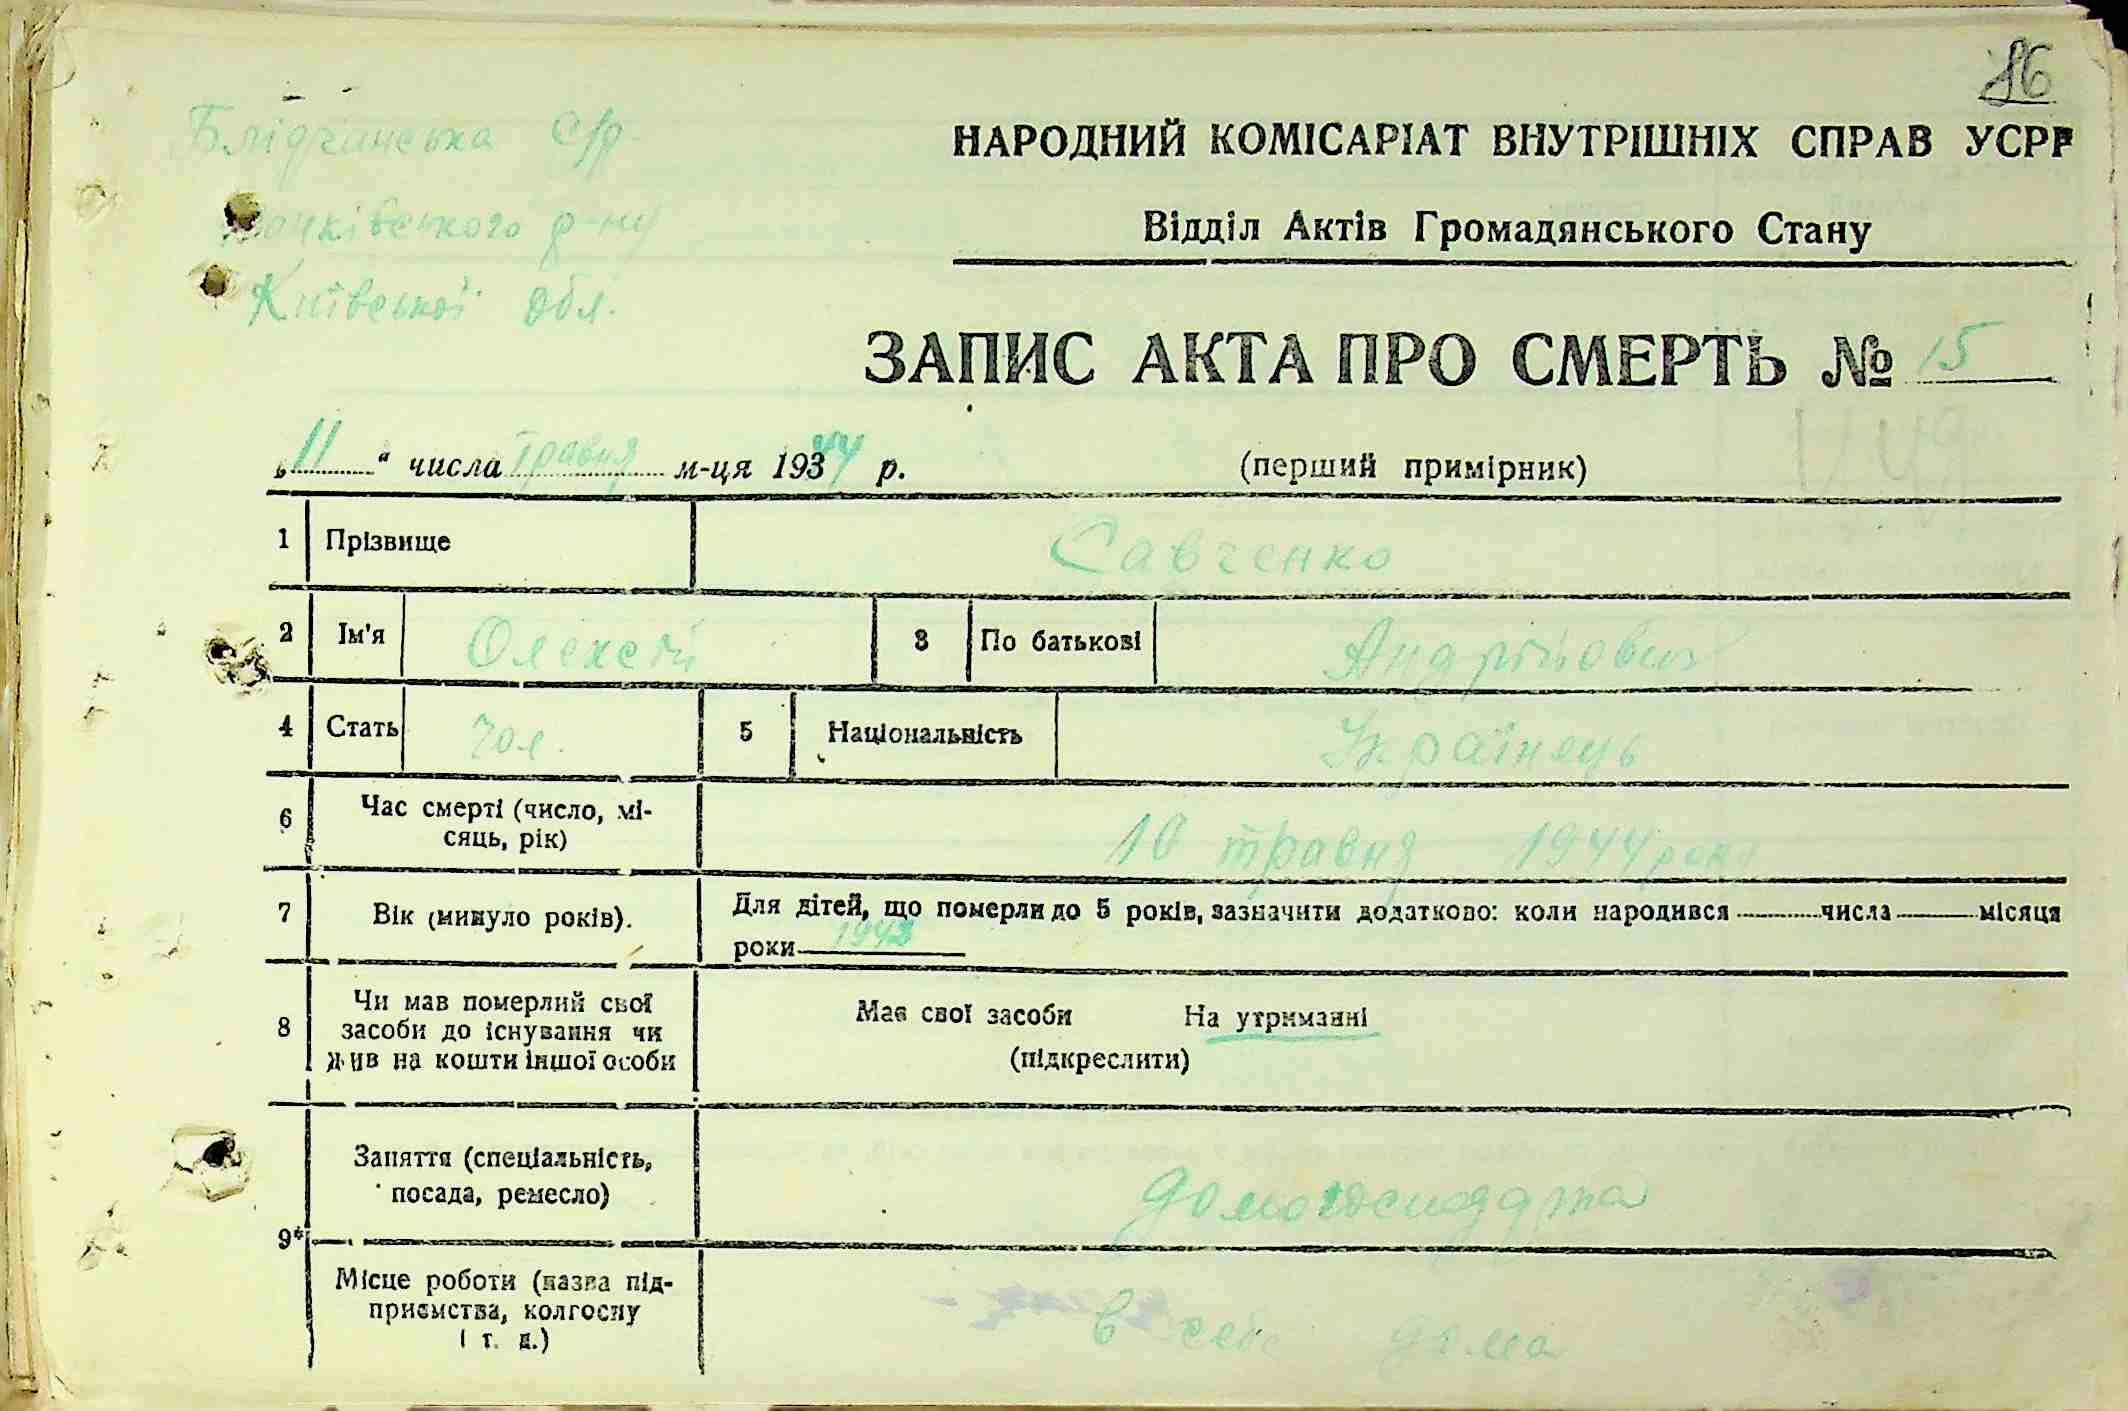 86
Блідчанська с/р
НАРОДНИЙ КОМІСАРІАТ ВНУТРІШНІХ СПРАВ УСРР
р-ну
Відділ Актів Громадянського Стану
Київської обл.
ЗАПИС АКТА ПРО СМЕРТЬ № 15
„11“ числа травня м-ця 1944 р. (перший примірник)
1 Прізвище Савченко
2 Ім'я Олексій 3 По батькові Андрійович
4 Стать Чол. 5 Національність Українець
6 Час смерті (число, мі-
сяць, рік)
10 травня 1944 року
7 Вік (минуло років). Для дітей, що померли до 5 років, зазначити додатково: коли народився числа місяця
роки 1943
8 Чи мав померлий свої
засоби до існування чи
жив на кошти іншої особи
Має свої засоби На утриманні
(підкреслити)
9* Заняття (спеціальність,
посада, ремесло)
Місце роботи (назва під-
приємства, колгоспу
і т. д.)
в себе дома